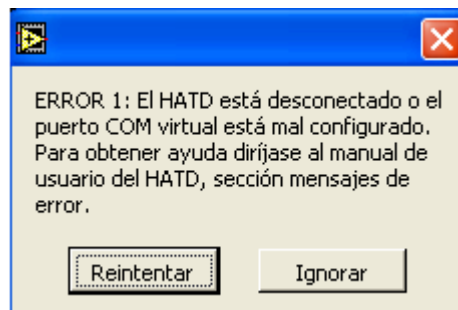 ERROR 1: El HATD está desconectado o el
puerto COM virtual está mal configurado.
Para obtener ayuda diríjase al manual de
usuario del HATD, sección mensajes de
error.
Reintentar
Ignorar